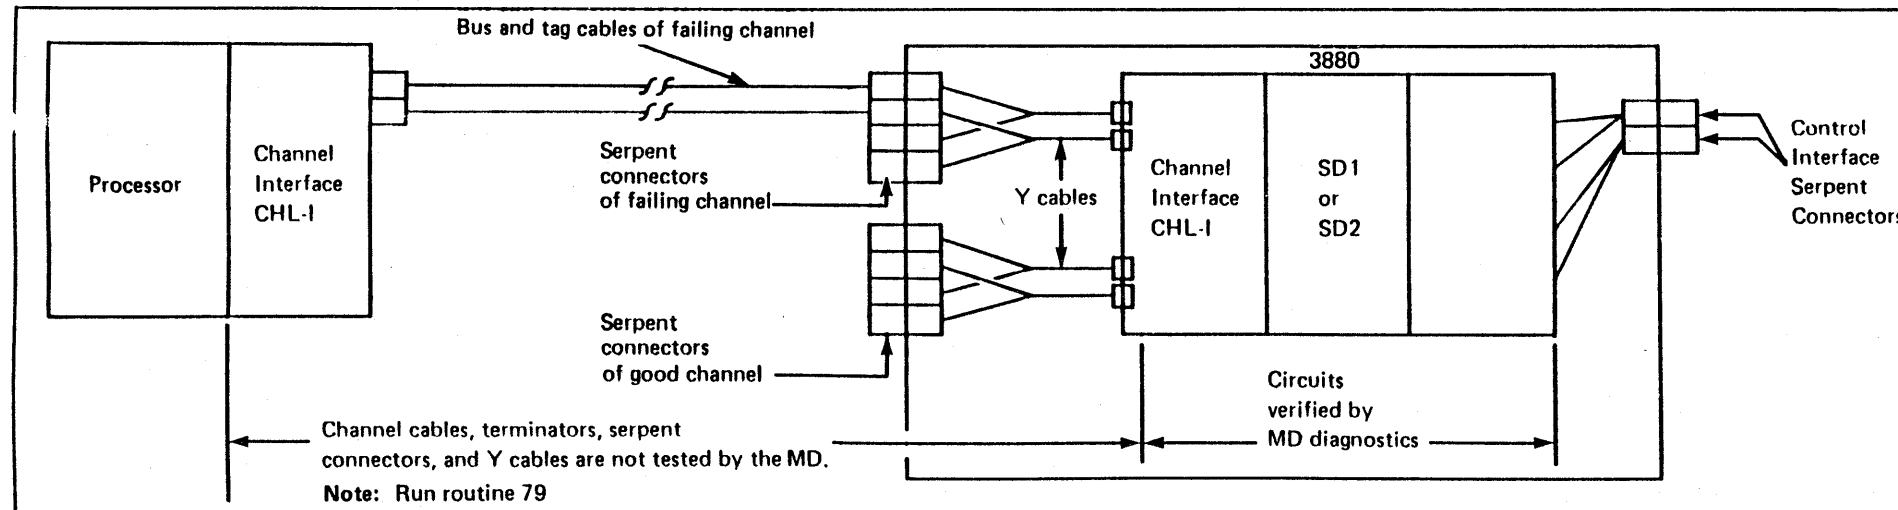 Bus and tag cables of failing channel
3880
Processor
Channel
Interface
CHL-I
Serpent
connectors
of failing channel
Y cables
Channel
Interface
CHL-I
SD1
or
SD2
Control
Interface
Serpent
Connectors
Serpent
connectors
of good channel
Circuits
verified by
MD diagnostics
Channel cables, terminators, serpent
connectors, and Y cables are not tested by the MD.
Note: Run routine 79